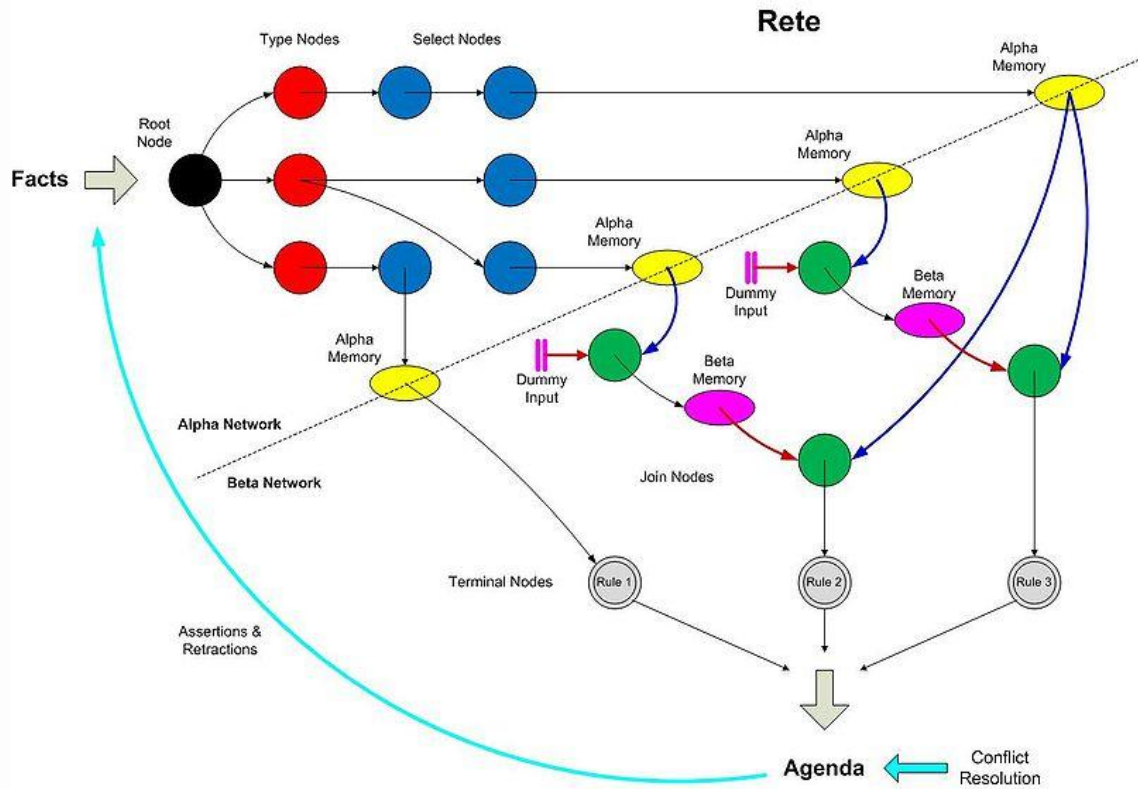 Rete
Type Nodes
Select Nodes
Alpha
Memory
Root
Node
Alpha
Memory
Facts
Alpha
Memory
Dummy
Input
Beta
Memory
Alpha
Memory
Dummy
Input
Beta
Memory
Alpha Network
Beta Network
Join Nodes
Terminal Nodes
Rule 1
Rule 2
Rule 3
Assertions &
Retractions
Agenda
Conflict
Resolution